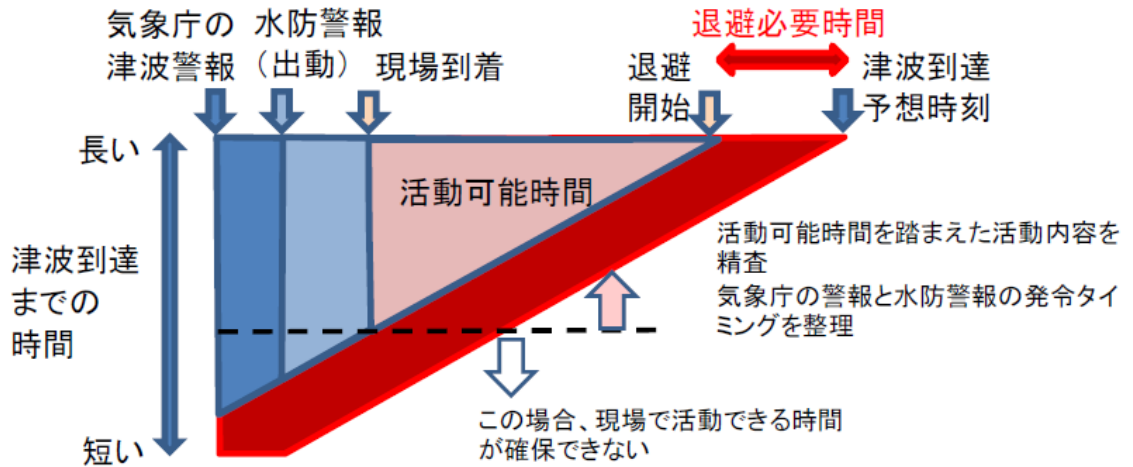 気象庁の
津波警報
水防警報
（出動）
現場到着
退避
開始
退避必要時間
津波到達
予想時刻
長い
活動可能時間
津波到達
までの
時間
短い
活動可能時間を踏まえた活動内容を
精査
気象庁の警報と水防警報の発令タイ
ミングを整理
この場合、現場で活動できる時間
が確保できない